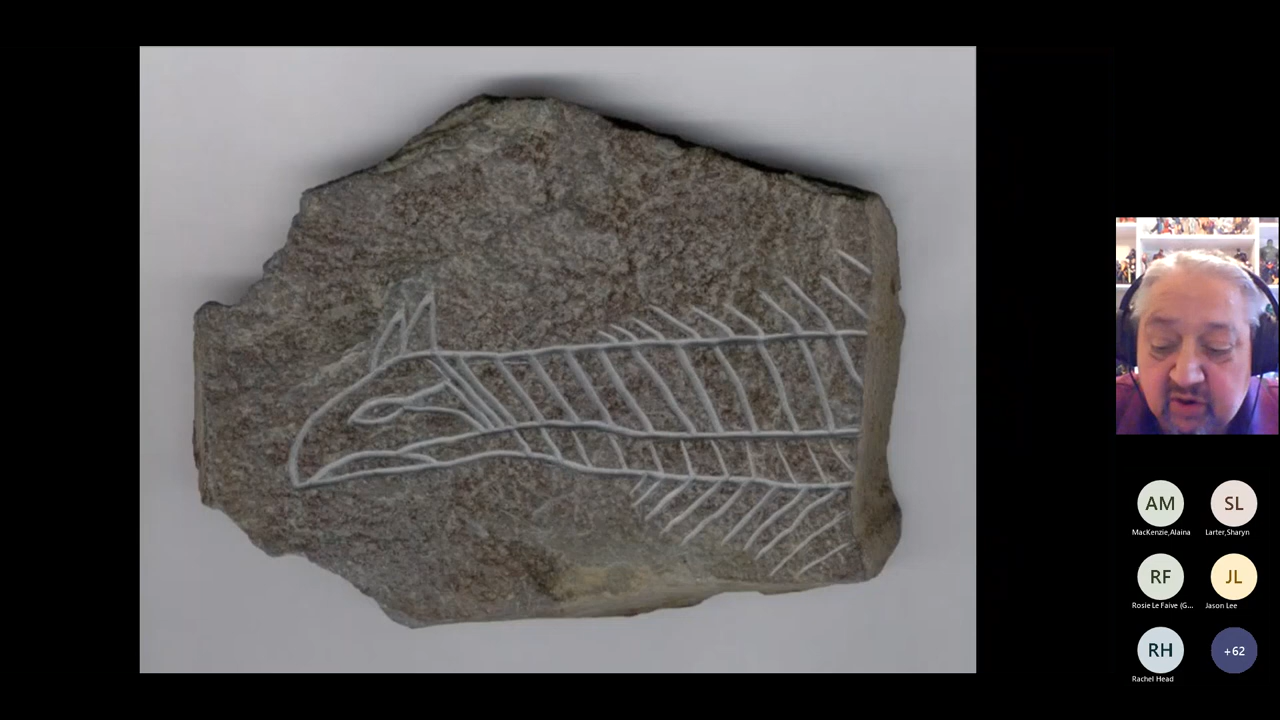 AM SL
MacKenzie,Alaina Larter,Sharyn
RF JL
Rosie Le Faive (G... Jason Lee
RH +62
Rachel Head